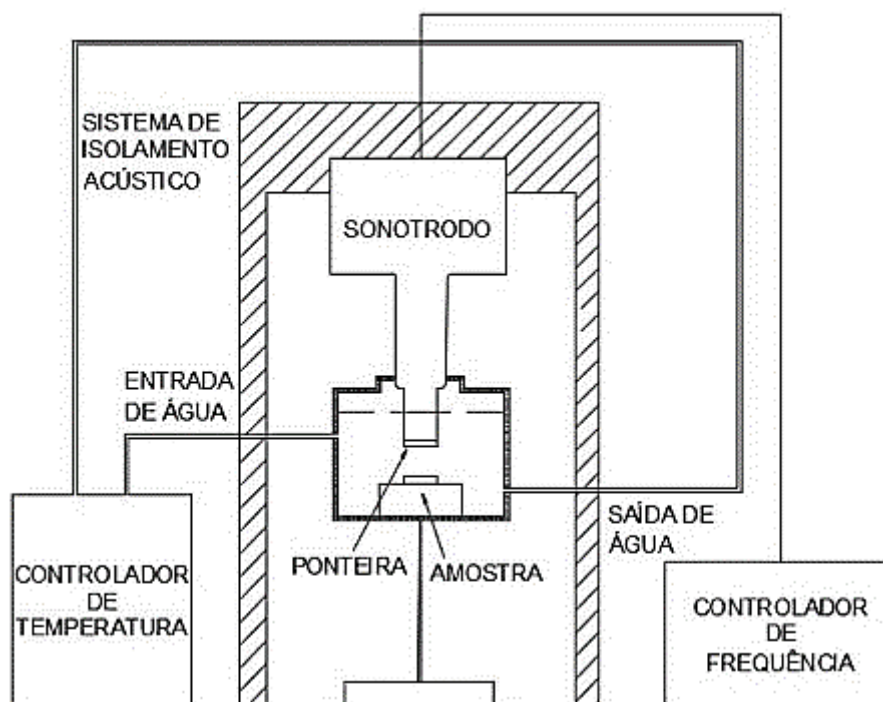 SISTEMA DE
ISOLAMENTO
ACÚSTICO
SONOTRODO
ENTRADA
DE ÁGUA
PONTEIRA
AMOSTRA
SAÍDA DE
ÁGUA
CONTROLADOR
DE
TEMPERATURA
CONTROLADOR
DE
FREQUÊNCIA